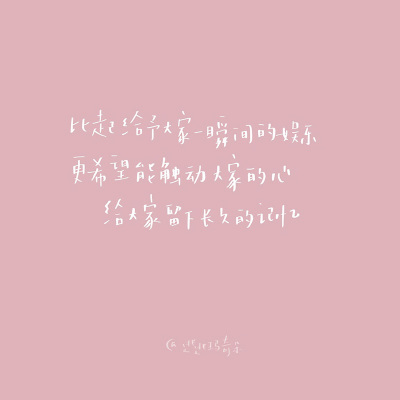 比起给予大家一瞬间的娱乐
更希望能触动大家的心
给大家留下长久的记忆